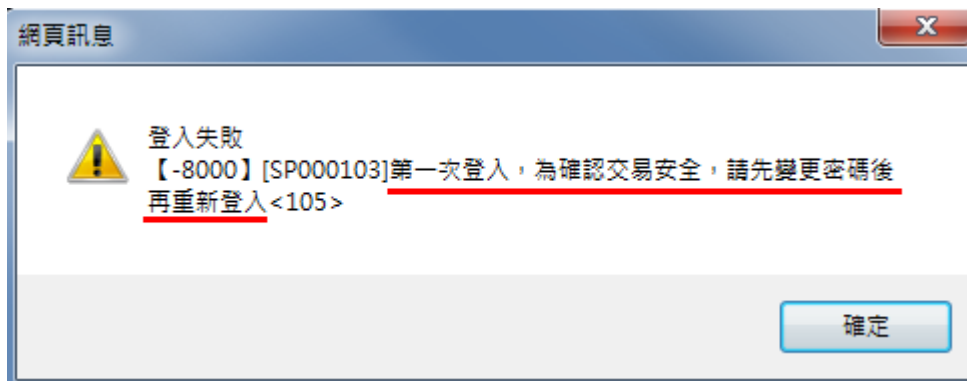 網頁訊息
登入失敗
【-8000】[SP000103]第一次登入，為確認交易安全，請先變更密碼後
再重新登入<105>
確定